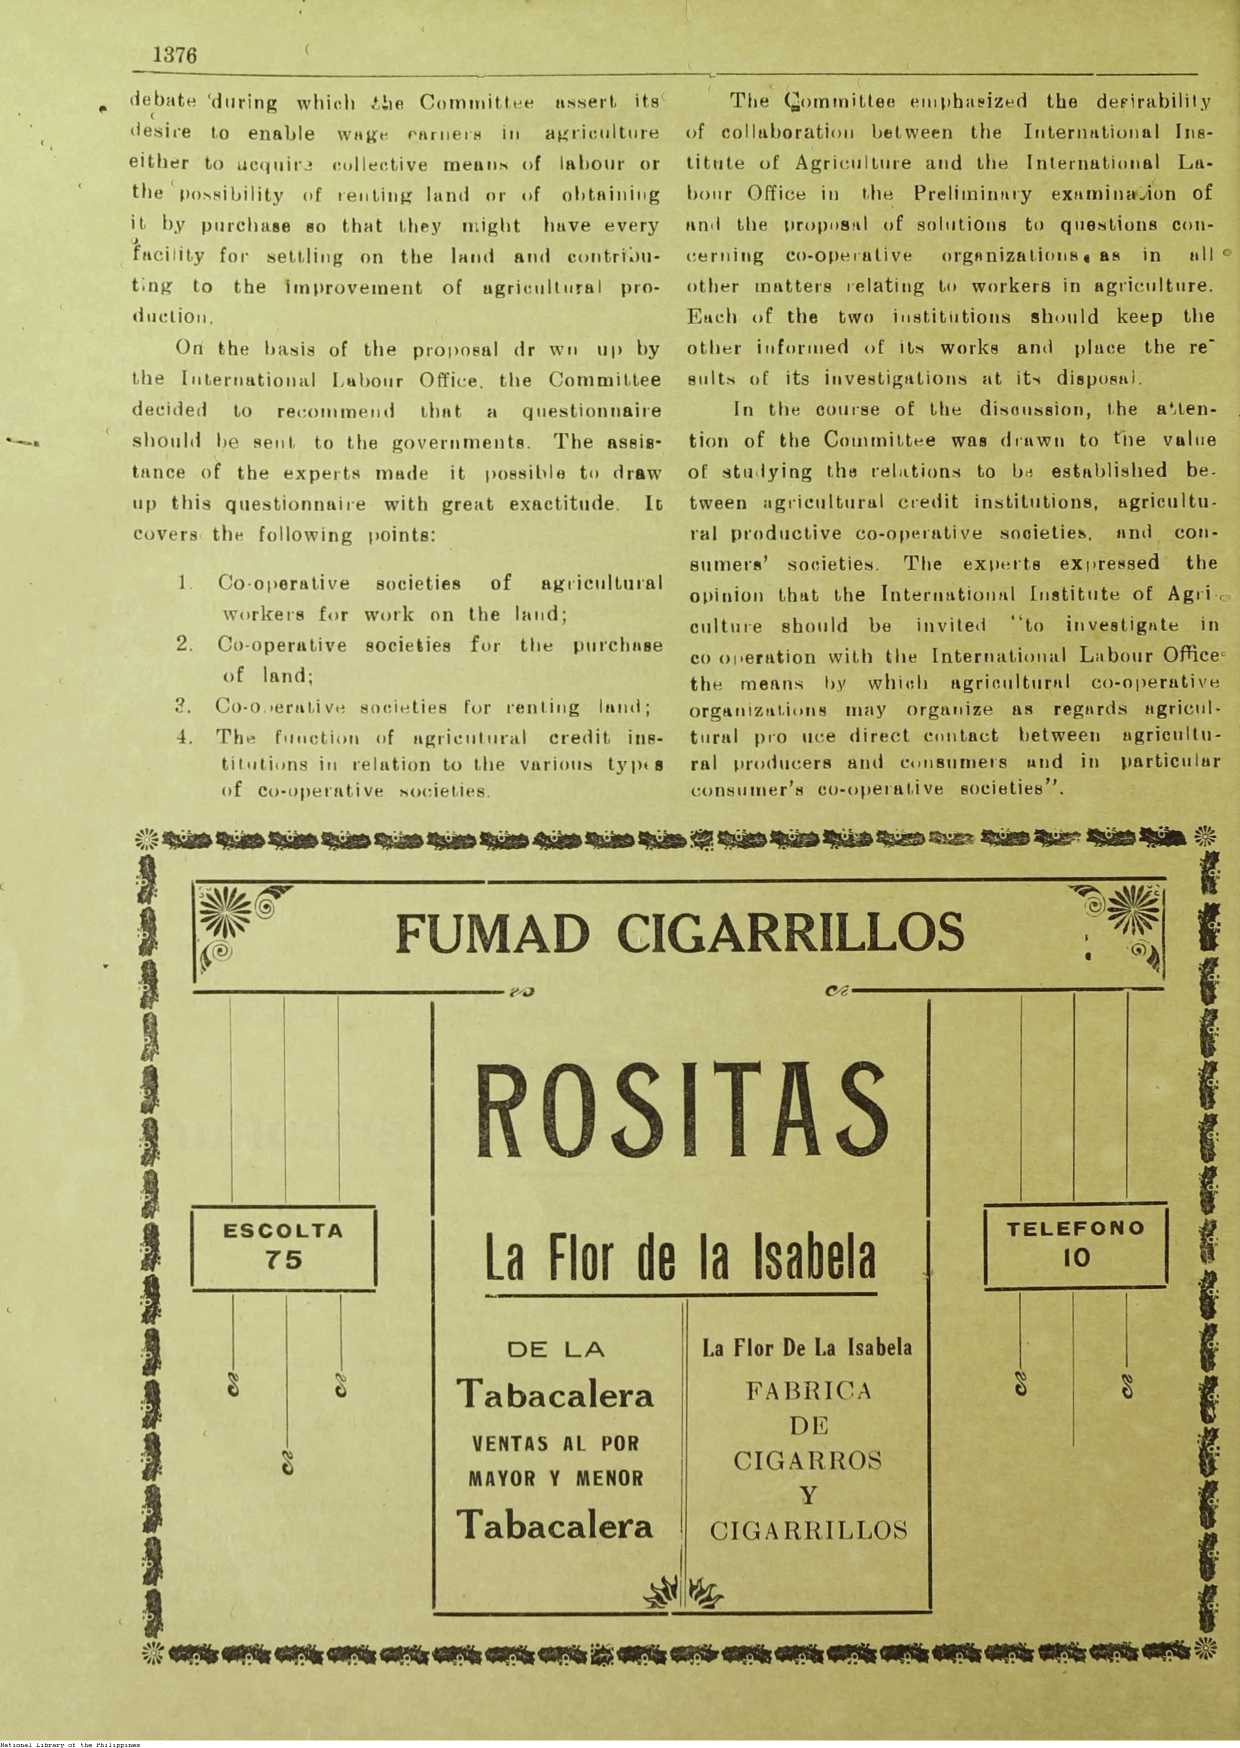 1376
debate during which the Committee assert its
desire to enable wage earners in agriculture
either to acquire collective means of labour or
the possibility of renting land or of obtaining
it by purchase so that they might have every
facility for settling on the land and contribu-
ting to the improvement of agricultural pro-
duction.
On the basis of the proposal dr wn up by
the International Labour Office, the Committee
decided to recommend that a questionnaire
should be sent to the governments. The assis-
tance of the experts made it possible to draw
up this questionnaire with great exactitude. It
covers the following points:
1. Co-operative societies of agricultural
workers for work on the land;
2. Co-operative societies for the purchase
of land;
3. Co-operative societies for renting land;
4. The function of agricutural credit ins-
titutions in relation to the various types
of co-operative societies.
The Committee emphasized the desirability
of collaboration between the International Ins-
titute of Agriculture and the International La-
bour Office in the Preliminary examination of
and the proposal of solutions to questions con-
cerning co-operative organizations, as in all
other matters relating to workers in agriculture.
Each of the two institutions should keep the
other informed of its works and place the re-
sults of its investigations at its disposal.
In the course of the discussion, the atten-
tion of the Committee was drawn to the value
of studying the relations to be established be-
tween agricultural credit institutions, agricultu-
ral productive co-operative societies, and con-
sumers' societies. The experts expressed the
opinion that the International Institute of Agri-
culture should be invited "to investigate in
co operation with the International Labour Office
the means by which agricultural co-operative
organizations may organize as regards agricul-
tural pro uce direct contact between agricultu-
ral producers and consumers and in particular
consumer's co-operative societies".
FUMAD CIGARRILLOS
ROSITAS
ESCOLTA
75
La Flor de la Isabela
TELEFONO
10
DE LA
Tabacalera
VENTAS AL POR
MAYOR Y MENOR
Tabacalera
La Flor De La Isabela
FABRICA
DE
CIGARROS
Y
CIGARRILLOS
National Library of the Philippines